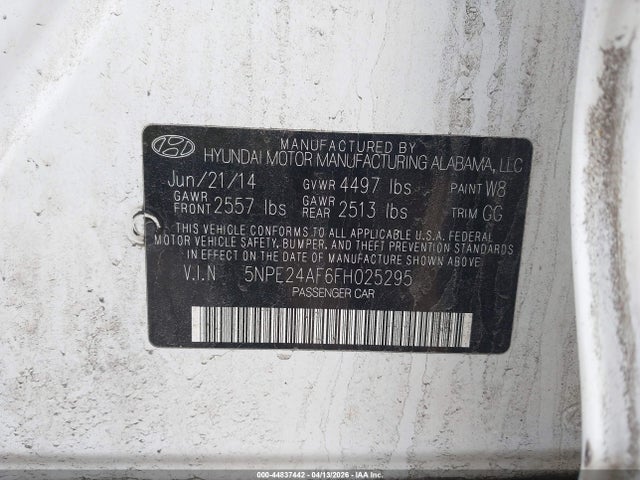 MANUFACTURED BY
HYUNDAI MOTOR MANUFACTURING ALABAMA, LLC
Jun/21/14 GVWR 4497 lbs PAINT W8
GAWR FRONT 2557 lbs GAWR REAR 2513 lbs TRIM GG
THIS VEHICLE CONFORMS TO ALL APPLICABLE U.S.A. FEDERAL
MOTOR VEHICLE SAFETY, BUMPER, AND THEFT PREVENTION STANDARDS
IN EFFECT ON THE DATE OF MANUFACTURE SHOWN ABOVE.
V.I.N 5NPE24AF6FH025295
PASSENGER CAR
000-44837442 - 04/13/2026 - IAA